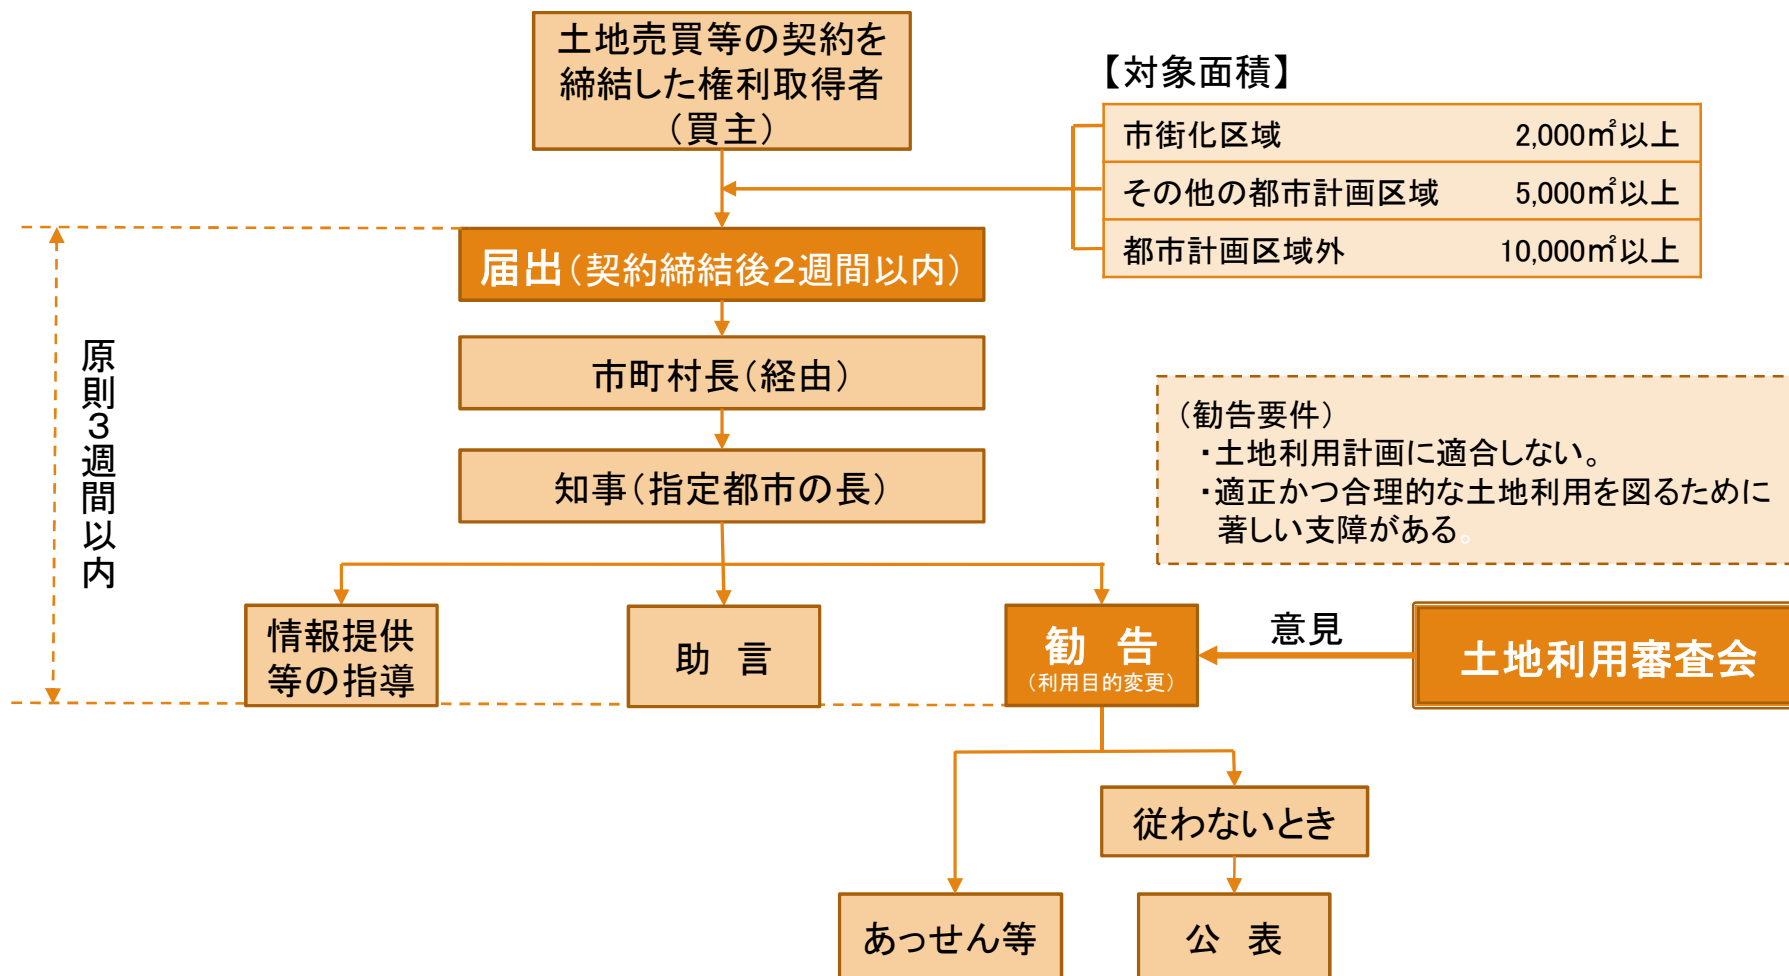 土地売買等の契約を
締結した権利取得者
（買主）
【対象面積】
市街化区域 2,000㎡以上
その他の都市計画区域 5,000㎡以上
都市計画区域外 10,000㎡以上
届出（契約締結後２週間以内）
市町村長（経由）
知事（指定都市の長）
原則３週間以内
（勧告要件）
・土地利用計画に適合しない。
・適正かつ合理的な土地利用を図るために
著しい支障がある。
情報提供
等の指導
助 言
勧 告
（利用目的変更）
意見
土地利用審査会
従わないとき
あっせん等
公 表